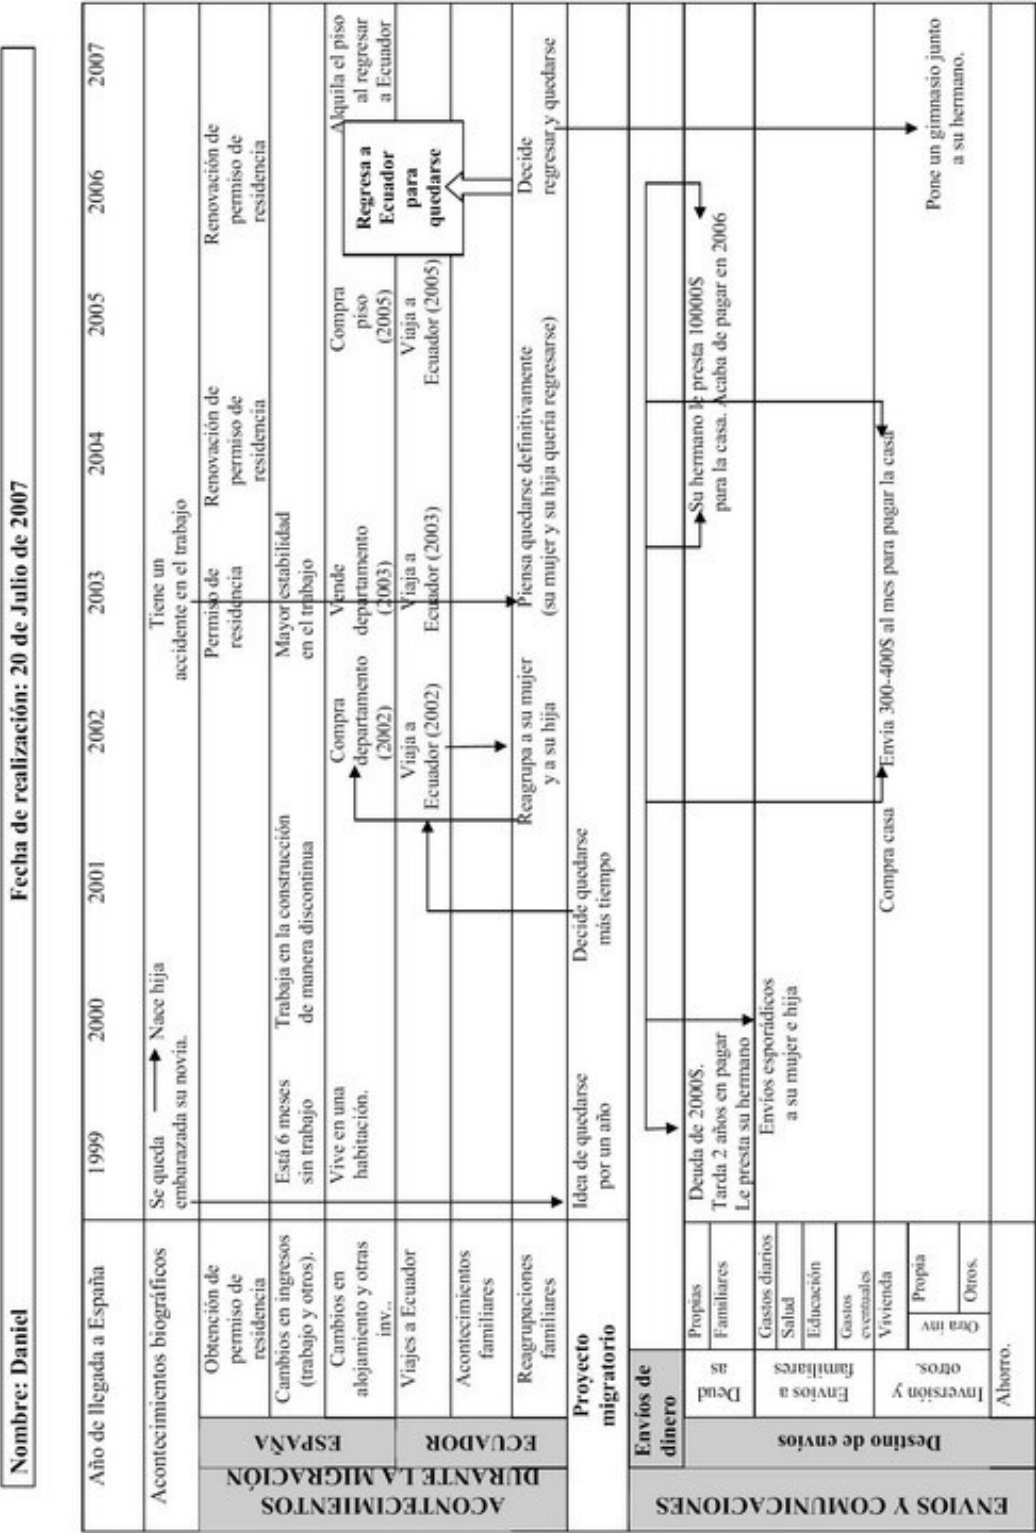 Nombre: Daniel
Fecha de realización: 20 de Julio de 2007
Año de llegada a España
1999
2000
2001
2002
2003
2004
2005
2006
2007
Acontecimientos biográficos
Se queda
embarazada su novia.
Nace hija
Tiene un
accidente en el trabajo
ACONTECIMIENTOS
DURANTE LA MIGRACIÓN
ESPAÑA
Obtención de
permiso de
residencia
Permiso de
residencia
Renovación de
permiso de
residencia
Renovación de
permiso de
residencia
Cambios en ingresos
(trabajo y otros).
Está 6 meses
sin trabajo
Trabaja en la construcción
de manera discontinua
Mayor estabilidad
en el trabajo
Cambios en
alojamiento y otras
inv..
Vive en una
habitación.
Compra
departamento
(2002)
Vende
departamento
(2003)
Compra
piso
(2005)
Alquila el piso
al regresar
a Ecuador
Regresa a
Ecuador
para
quedarse
ECUADOR
Viajes a Ecuador
Viaja a
Ecuador (2002)
Viaja a
Ecuador (2003)
Viaja a
Ecuador (2005)
Acontecimientos
familiares
Reagrupaciones
familiares
Reagrupa a su mujer
y a su hija
Piensa quedarse definitivamente
(su mujer y su hija quería regresarse)
Decide
regresar y quedarse
Proyecto
migratorio
Idea de quedarse
por un año
Decide quedarse
más tiempo
ENVIOS Y COMUNICACIONES
Envíos de
dinero
Destino de envíos
Deud
as
Propias
Familiares
Deuda de 2000$.
Tarda 2 años en pagar
Le presta su hermano
Su hermano le presta 10000$
para la casa. Acaba de pagar en 2006
Envíos a
familiares
Gastos diarios
Salud
Educación
Gastos
eventuales
Envíos esporádicos
a su mujer e hija
Inversión y
otros.
Vivienda
Compra casa
Envia 300-400$ al mes para pagar la casa
Otra inv
Propia
Otros.
Pone un gimnasio junto
a su hermano.
Ahorro.